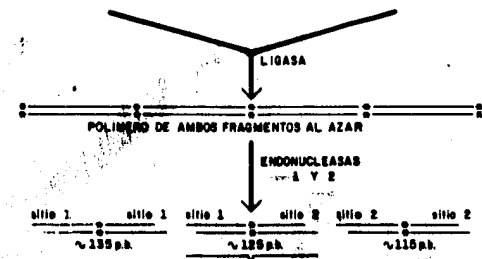 LIGASA
POLIMERO DE AMBOS FRAGMENTOS AL AZAR
ENDONUCLEASAS
1 Y 2
sitio 1 sitio 1 sitio 1 sitio 2 sitio 2 sitio 2
~135 p.b. ~125 p.b. ~115 p.b.